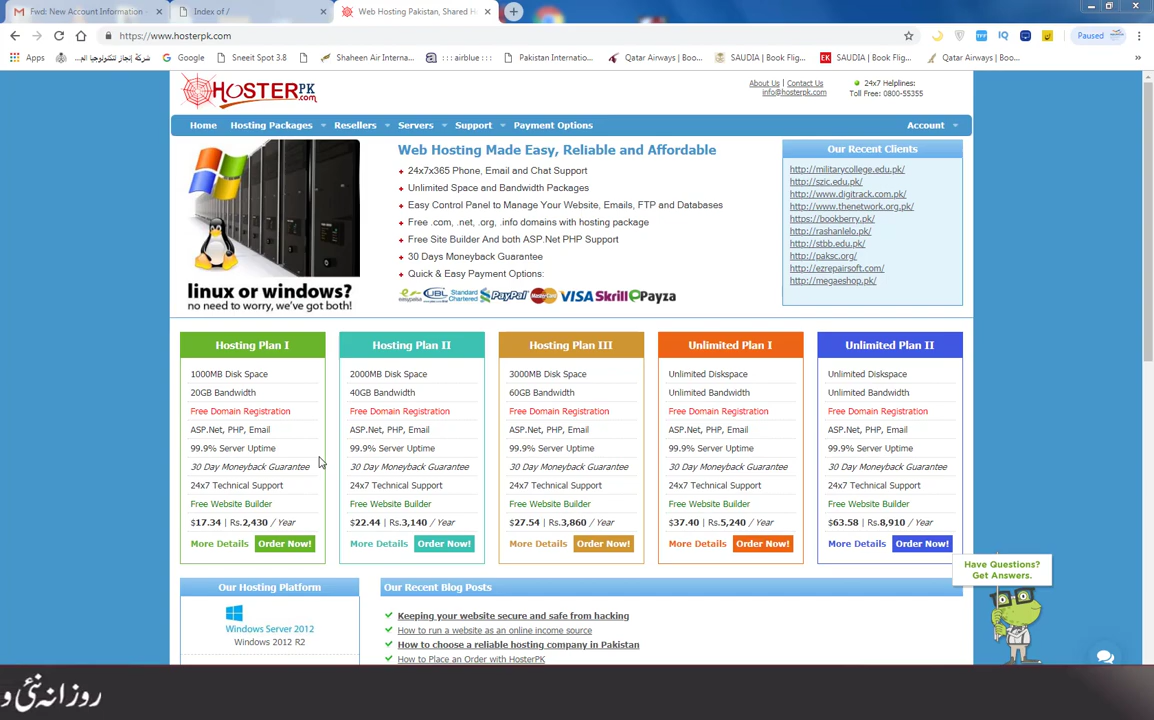 Fwd: New Account Information -
Index of /
Web Hosting Pakistan, Shared H
https://www.hosterpk.com
Paused
Apps
شركة إنجاز لتكنولوجيا الم...
Google
Sneeit Spot 3.8
Shaheen Air Interna...
: : : airblue : : :
Pakistan Internatio...
Qatar Airways | Boo...
SAUDIA | Book Flig...
EK
SAUDIA | Book Flig...
Qatar Airways | Boo...
HOSTERPK.com
About Us | Contact Us
info@hosterpk.com
24x7 Helplines:
Toll Free: 0800-55355
Home
Hosting Packages
Resellers
Servers
Support
Payment Options
Account
linux or windows?
no need to worry, we've got both!
Web Hosting Made Easy, Reliable and Affordable
24x7x365 Phone, Email and Chat Support
Unlimited Space and Bandwidth Packages
Easy Control Panel to Manage Your Website, Emails, FTP and Databases
Free .com, .net, .org, .info domains with hosting package
Free Site Builder And both ASP.Net PHP Support
30 Days Moneyback Guarantee
Quick & Easy Payment Options:
easypaisa UBL Standard Chartered PayPal MasterCard VISA Skrill Payza
Our Recent Clients
http://militarycollege.edu.pk/
http://szic.edu.pk/
http://www.digitrack.com.pk/
http://www.thenetwork.org.pk/
https://bookberry.pk/
http://rashanlelo.pk/
http://stbb.edu.pk/
http://paksc.org/
http://ezrepairsoft.com/
http://megaeshop.pk/
Hosting Plan I
1000MB Disk Space
20GB Bandwidth
Free Domain Registration
ASP.Net, PHP, Email
99.9% Server Uptime
30 Day Moneyback Guarantee
24x7 Technical Support
Free Website Builder
$17.34 | Rs.2,430 / Year
More Details Order Now!
Hosting Plan II
2000MB Disk Space
40GB Bandwidth
Free Domain Registration
ASP.Net, PHP, Email
99.9% Server Uptime
30 Day Moneyback Guarantee
24x7 Technical Support
Free Website Builder
$22.44 | Rs.3,140 / Year
More Details Order Now!
Hosting Plan III
3000MB Disk Space
60GB Bandwidth
Free Domain Registration
ASP.Net, PHP, Email
99.9% Server Uptime
30 Day Moneyback Guarantee
24x7 Technical Support
Free Website Builder
$27.54 | Rs.3,860 / Year
More Details Order Now!
Unlimited Plan I
Unlimited Diskspace
Unlimited Bandwidth
Free Domain Registration
ASP.Net, PHP, Email
99.9% Server Uptime
30 Day Moneyback Guarantee
24x7 Technical Support
Free Website Builder
$37.40 | Rs.5,240 / Year
More Details Order Now!
Unlimited Plan II
Unlimited Diskspace
Unlimited Bandwidth
Free Domain Registration
ASP.Net, PHP, Email
99.9% Server Uptime
30 Day Moneyback Guarantee
24x7 Technical Support
Free Website Builder
$63.58 | Rs.8,910 / Year
More Details Order Now!
Have Questions?
Get Answers.
Our Hosting Platform
Windows Server 2012
Windows 2012 R2
Our Recent Blog Posts
Keeping your website secure and safe from hacking
How to run a website as an online income source
How to choose a reliable hosting company in Pakistan
How to Place an Order with HosterPK
روزانہ نئی و